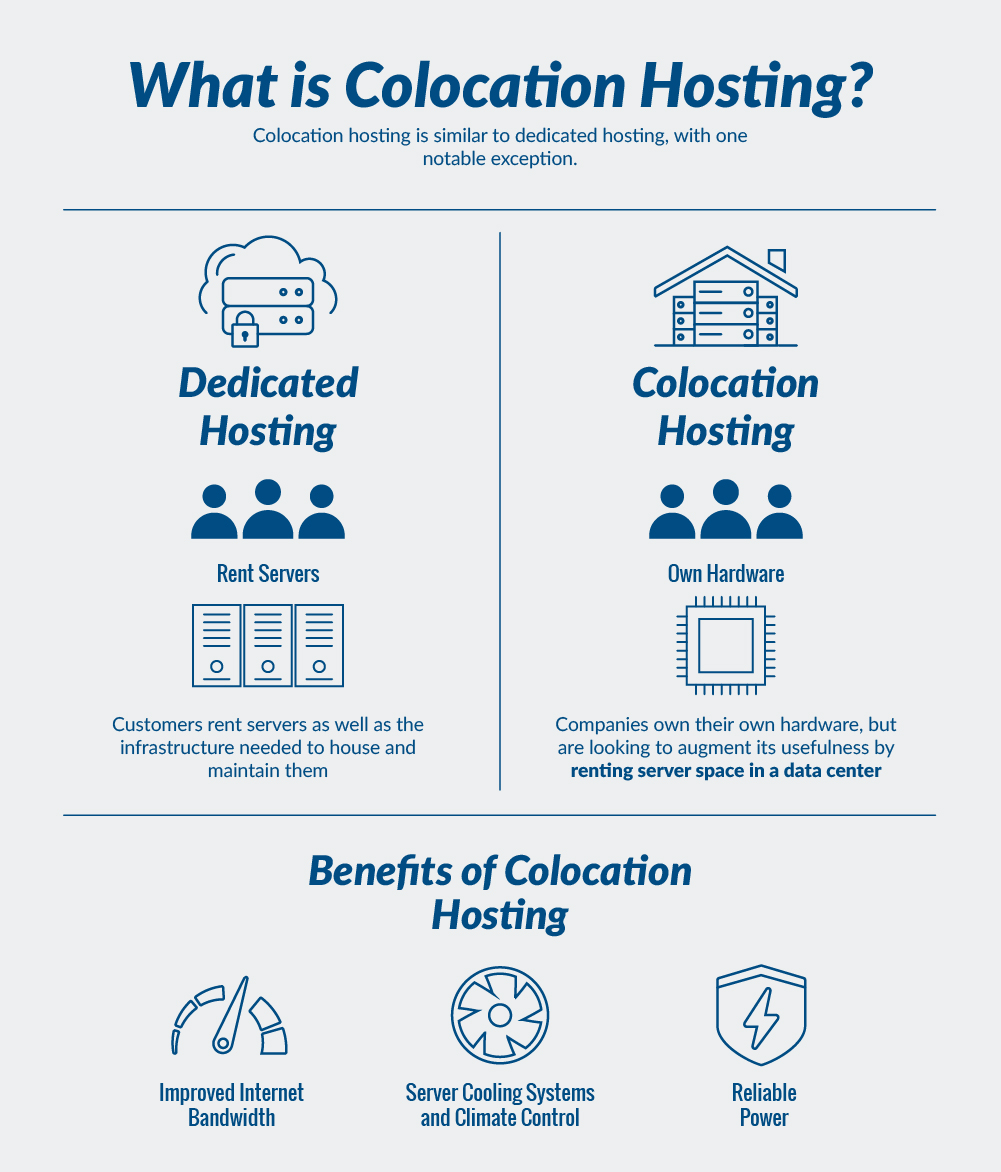 What is Colocation Hosting?
Colocation hosting is similar to dedicated hosting, with one
notable exception.
Dedicated
Hosting
Rent Servers
Customers rent servers as well as the
infrastructure needed to house and
maintain them
Colocation
Hosting
Own Hardware
Companies own their own hardware, but
are looking to augment its usefulness by
renting server space in a data center
Benefits of Colocation
Hosting
Improved Internet
Bandwidth
Server Cooling Systems
and Climate Control
Reliable
Power